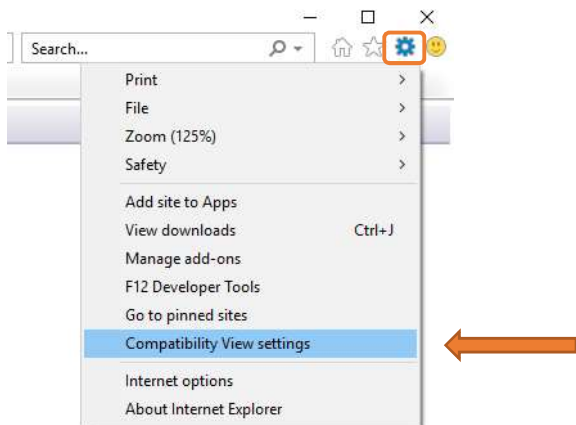 Search...
Print
File
Zoom (125%)
Safety
Add site to Apps
View downloads Ctrl+J
Manage add-ons
F12 Developer Tools
Go to pinned sites
Compatibility View settings
Internet options
About Internet Explorer